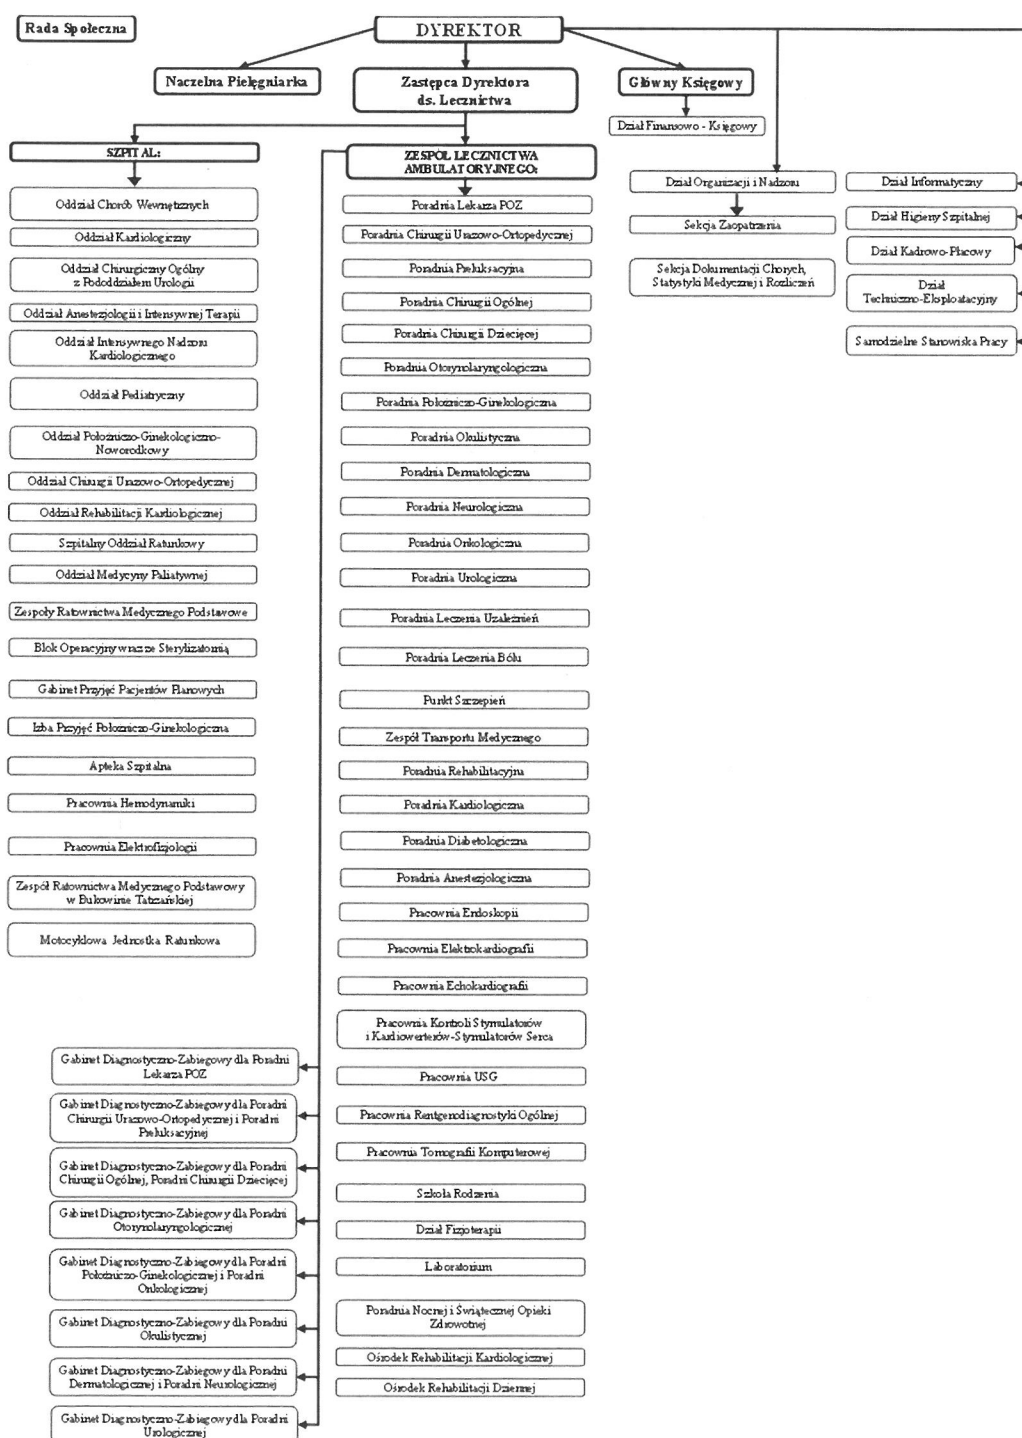 Rada Społeczna
DYREKTOR
Naczelna Pielęgniarka
Zastępca Dyrektora
ds. Lecznictwa
Główny Księgowy
Dział Finansowo - Księgowy
SZPITAL:
Oddział Chorób Wewnętrznych
Oddział Kardiologiczny
Oddział Chirurgiczny Ogólny
z Pododdziałem Urologii
Oddział Anestezjologii i Intensywnej Terapii
Oddział Intensywnego Nadzoru
Kardiologicznego
Oddział Pediatryczny
Oddział Położniczo-Ginekologiczno-
Noworodkowy
Oddział Chirurgii Urazowo-Ortopedycznej
Oddział Rehabilitacji Kardiologicznej
Szpitalny Oddział Ratunkowy
Oddział Medycyny Paliatywnej
Zespoły Ratownictwa Medycznego Podstawowe
Blok Operacyjny wraz ze Sterylizatornią
Gabinet Przyjęć Pacjentów Planowych
Izba Przyjęć Położniczo-Ginekologiczna
Apteka Szpitalna
Pracownia Hemodynamiki
Pracownia Elektrofizjologii
Zespół Ratownictwa Medycznego Podstawowy
w Bukowinie Tatrzańskiej
Motocyklowa Jednostka Ratunkowa
ZESPÓŁ LECZNICTWA
AMBULATORYJNEGO:
Poradnia Lekarza POZ
Poradnia Chirurgii Urazowo-Ortopedycznej
Poradnia Preluksacyjna
Poradnia Chirurgii Ogólnej
Poradnia Chirurgii Dziecięcej
Poradnia Otorynolaryngologiczna
Poradnia Położniczo-Ginekologiczna
Poradnia Okulistyczna
Poradnia Dermatologiczna
Poradnia Neurologiczna
Poradnia Onkologiczna
Poradnia Urologiczna
Poradnia Leczenia Uzależnień
Poradnia Leczenia Bólu
Punkt Szczepień
Zespół Transportu Medycznego
Poradnia Rehabilitacyjna
Poradnia Kardiologiczna
Poradnia Diabetologiczna
Poradnia Anestezjologiczna
Pracownia Endoskopii
Pracownia Elektrokardiografii
Pracownia Echokardiografii
Pracownia Kontroli Stymulatorów
i Kardiowerterów-Stymulatorów Serca
Pracownia USG
Pracownia Rentgenodiagnostyki Ogólnej
Pracownia Tomografii Komputerowej
Szkoła Rodzenia
Dział Fizjoterapii
Laboratorium
Poradnia Nocnej i Świątecznej Opieki
Zdrowotnej
Ośrodek Rehabilitacji Kardiologicznej
Ośrodek Rehabilitacji Dziennej
Gabinet Diagnostyczno-Zabiegowy dla Poradni
Lekarza POZ
Gabinet Diagnostyczno-Zabiegowy dla Poradni
Chirurgii Urazowo-Ortopedycznej i Poradni
Preluksacyjnej
Gabinet Diagnostyczno-Zabiegowy dla Poradni
Chirurgii Ogólnej, Poradni Chirurgii Dziecięcej
Gabinet Diagnostyczno-Zabiegowy dla Poradni
Otorynolaryngologicznej
Gabinet Diagnostyczno-Zabiegowy dla Poradni
Położniczo-Ginekologicznej i Poradni
Onkologicznej
Gabinet Diagnostyczno-Zabiegowy dla Poradni
Okulistycznej
Gabinet Diagnostyczno-Zabiegowy dla Poradni
Dermatologicznej i Poradni Neurologicznej
Gabinet Diagnostyczno-Zabiegowy dla Poradni
Urologicznej
Dział Organizacji i Nadzoru
Sekcja Zaopatrzenia
Sekcja Dokumentacji Chorych,
Statystyki Medycznej i Rozliczeń
Dział Informatyczny
Dział Higieny Szpitalnej
Dział Kadrowo-Płacowy
Dział
Techniczno-Eksploatacyjny
Samodzielne Stanowiska Pracy